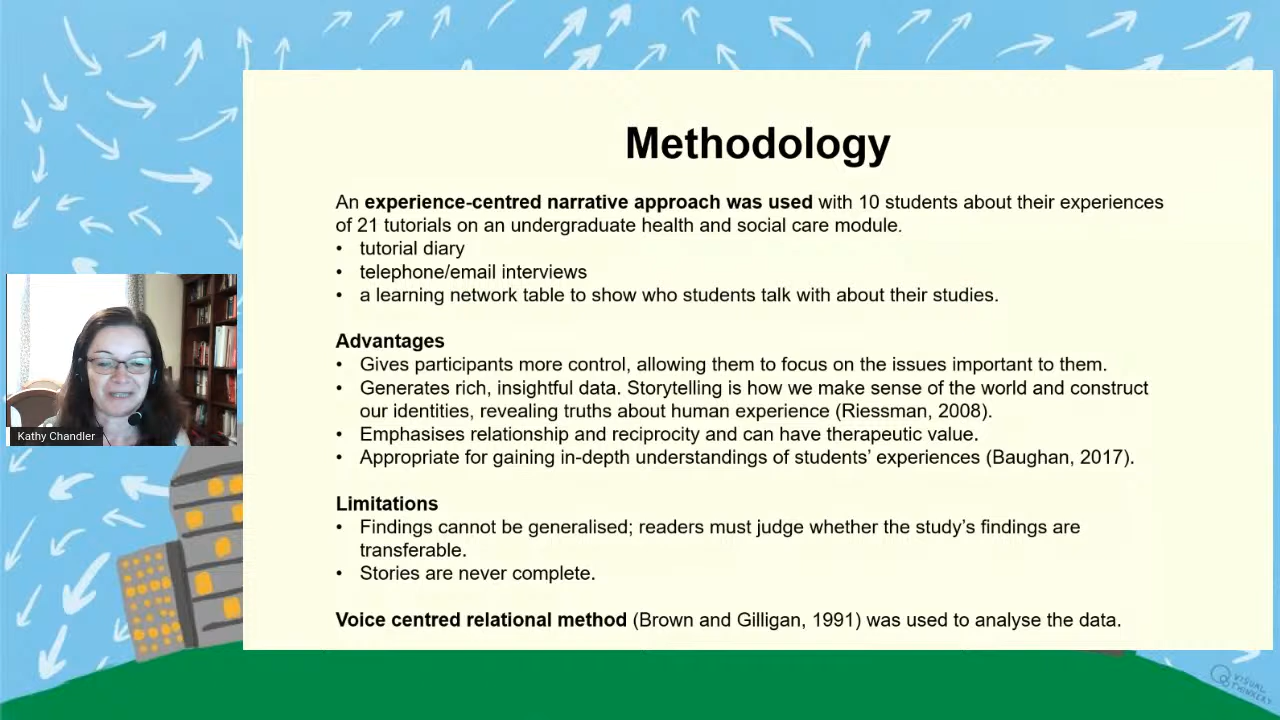 Methodology
An experience-centred narrative approach was used with 10 students about their experiences
of 21 tutorials on an undergraduate health and social care module.
• tutorial diary
• telephone/email interviews
• a learning network table to show who students talk with about their studies.
Advantages
• Gives participants more control, allowing them to focus on the issues important to them.
• Generates rich, insightful data. Storytelling is how we make sense of the world and construct
our identities, revealing truths about human experience (Riessman, 2008).
• Emphasises relationship and reciprocity and can have therapeutic value.
• Appropriate for gaining in-depth understandings of students’ experiences (Baughan, 2017).
Limitations
• Findings cannot be generalised; readers must judge whether the study’s findings are
transferable.
• Stories are never complete.
Voice centred relational method (Brown and Gilligan, 1991) was used to analyse the data.
Kathy Chandler
VISUAL
THINKERY